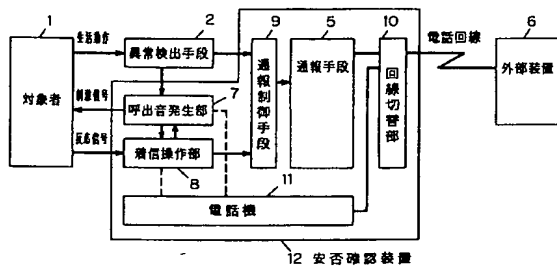 1
2
9
5
10
電話回線
6
生活動作
異常検出手段
対象者
刺激信号
呼出音発生部
7
反応信号
着信操作部
8
通報制御手段
通報手段
回線切替部
外部装置
11
電話機
12 安否確認装置